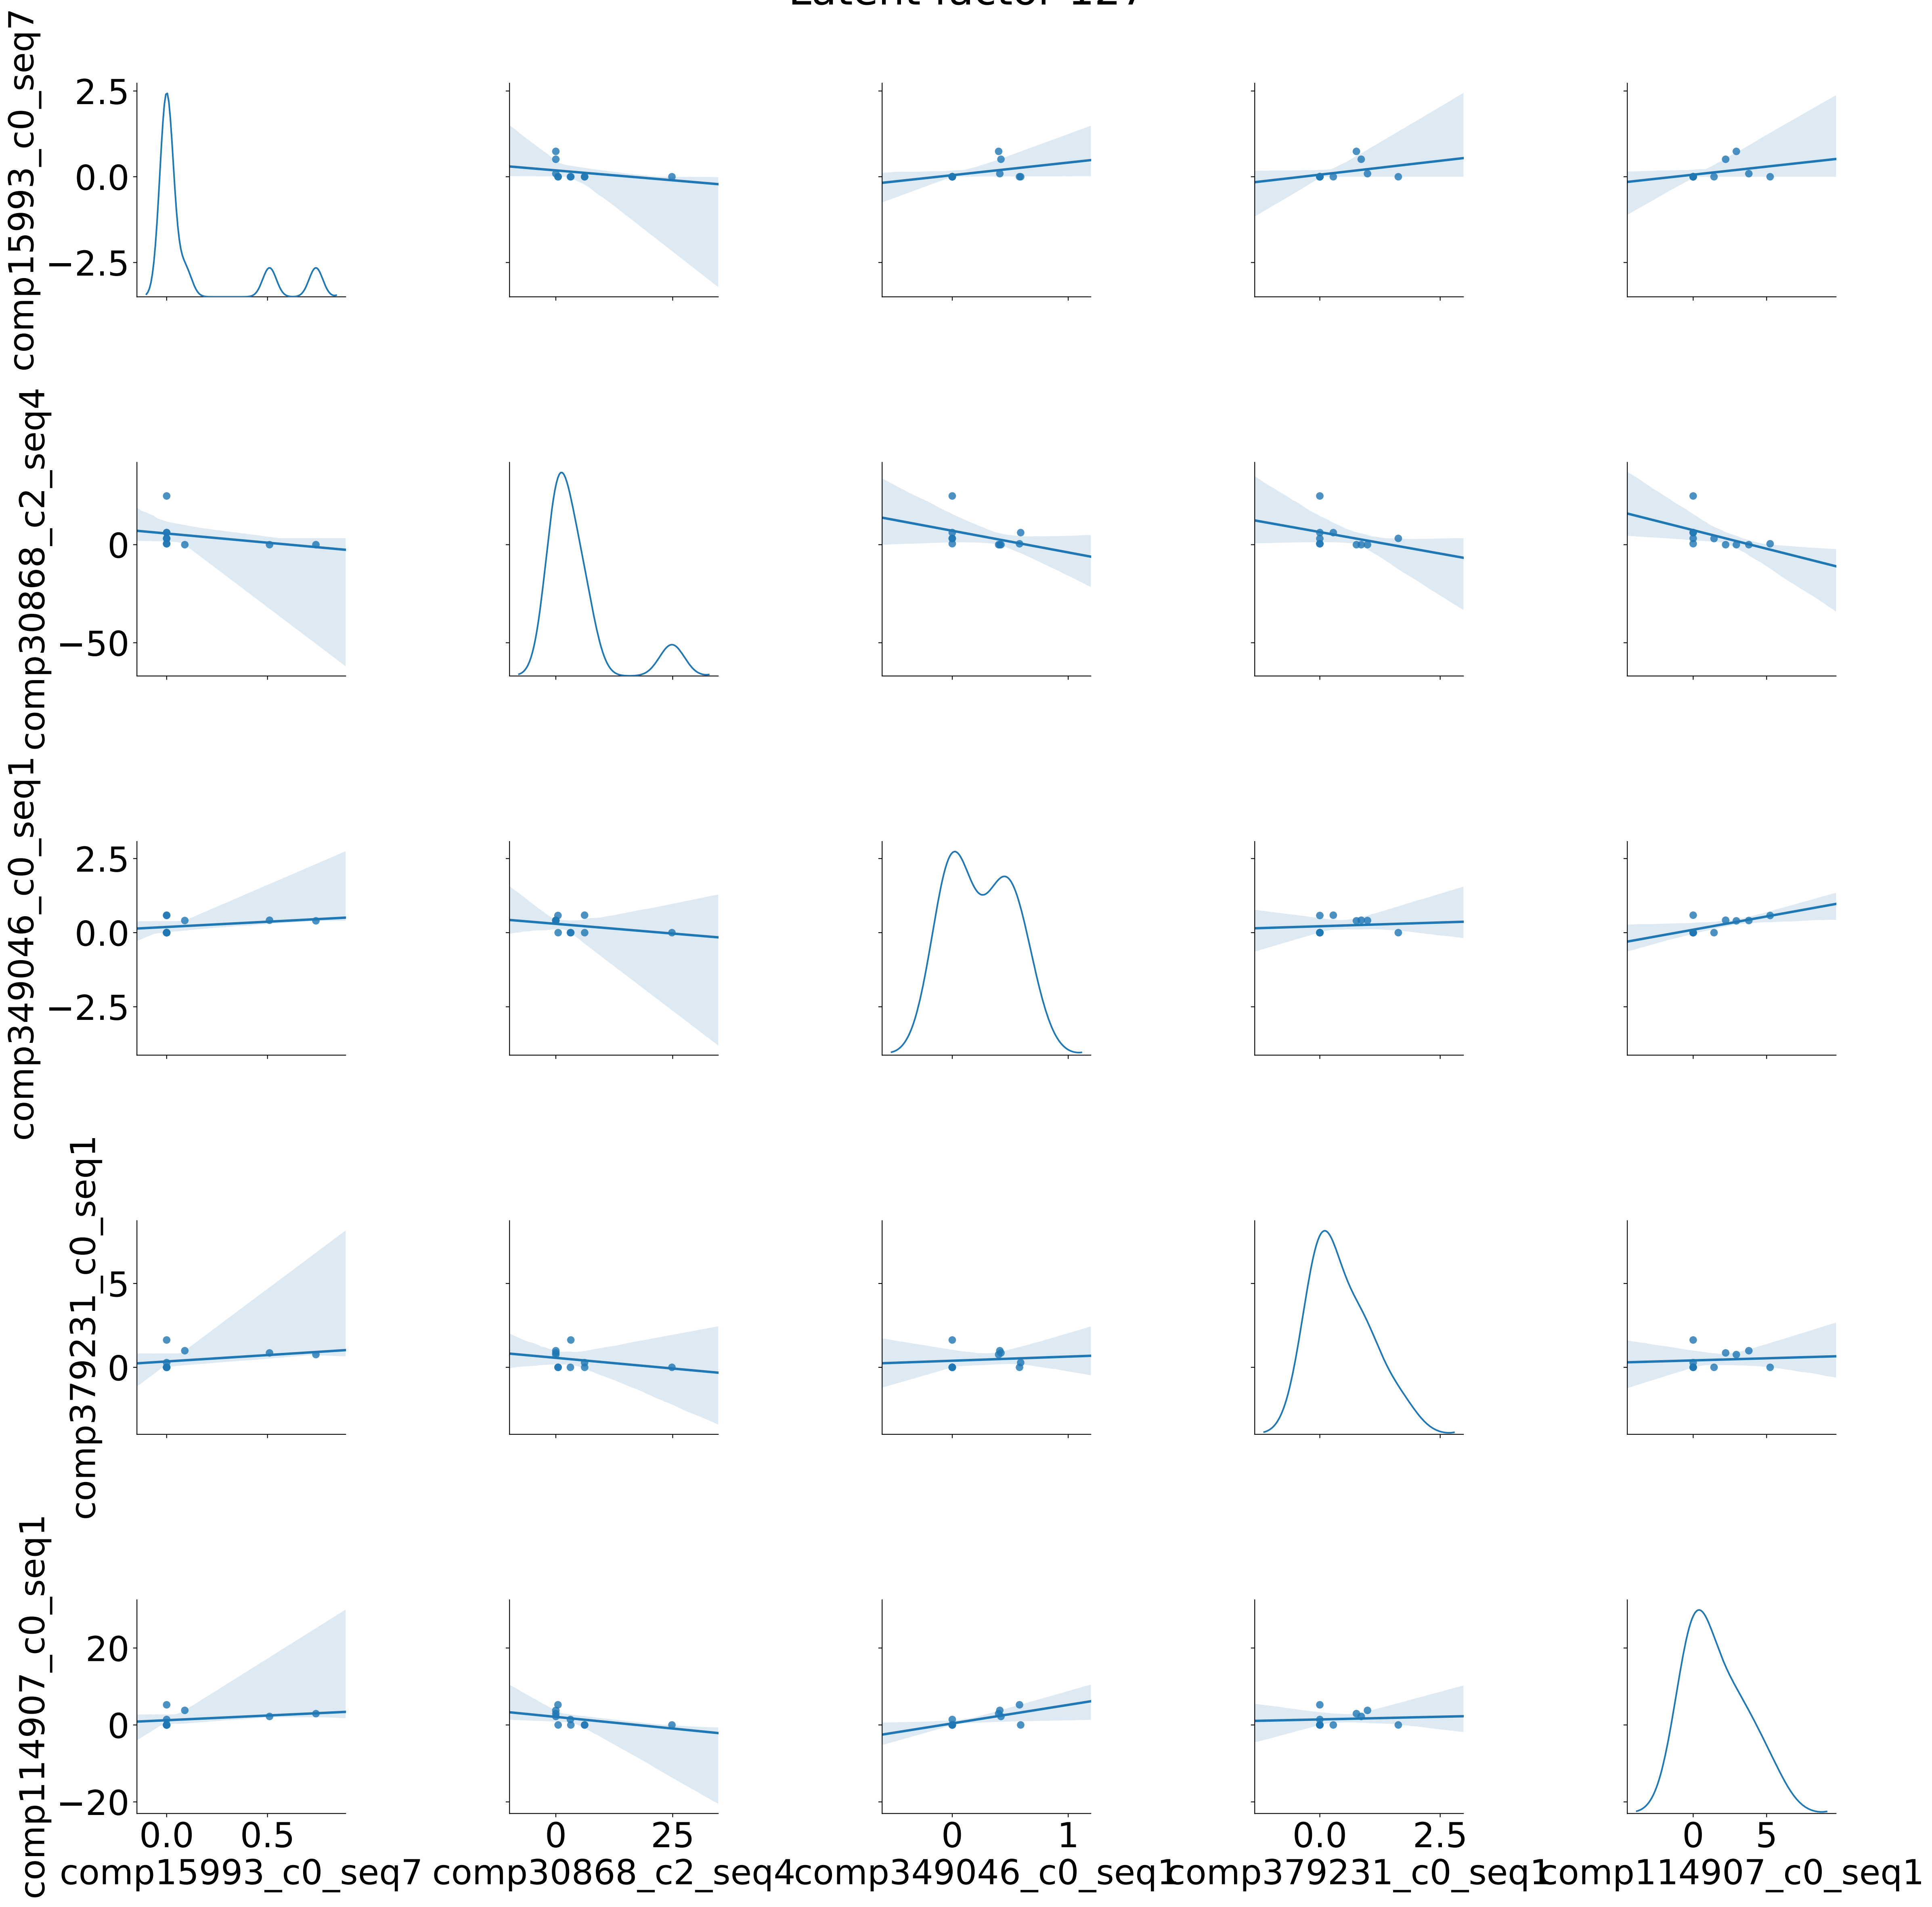 Latent factor 127
comp15993_c0_seq7
2.5
0.0
−2.5
comp30868_c2_seq4
0
−50
comp349046_c0_seq1
2.5
0.0
−2.5
comp379231_c0_seq1
5
0
comp114907_c0_seq1
20
0
−20
0.0 0.5 0 25 0 1 0.0 2.5 0 5
comp15993_c0_seq7 comp30868_c2_seq4 comp349046_c0_seq1 comp379231_c0_seq1 comp114907_c0_seq1